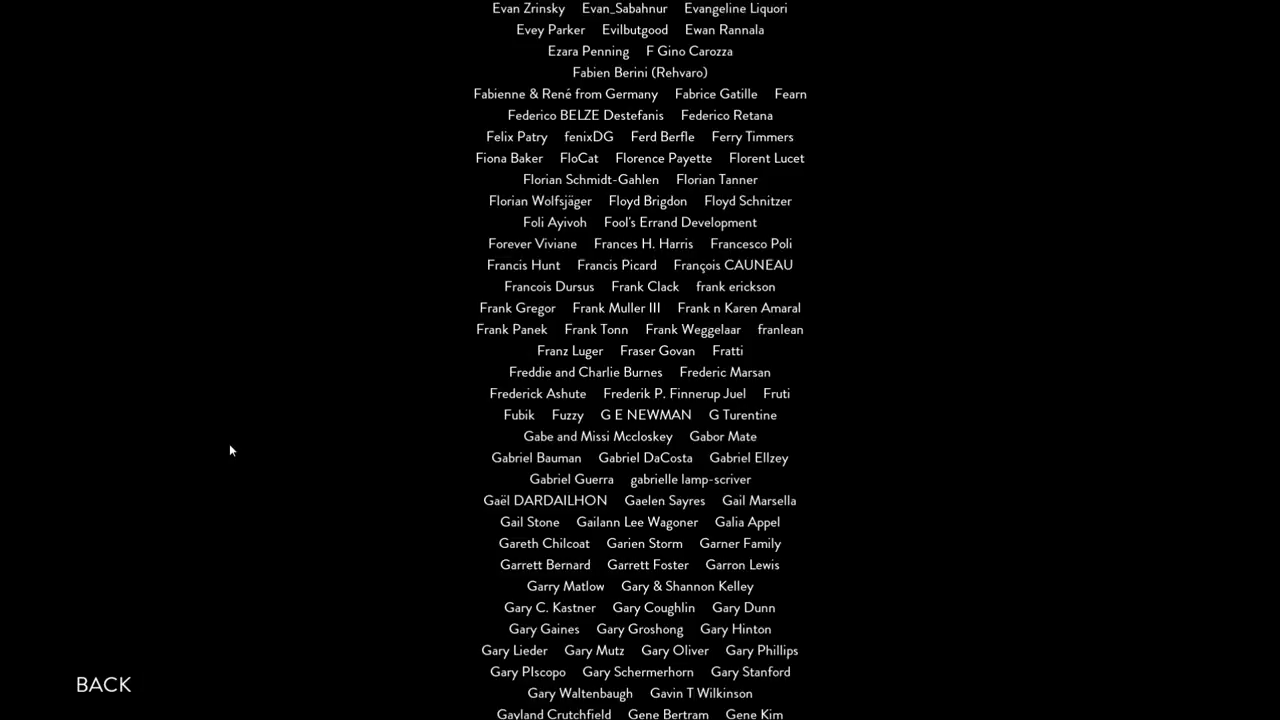 Evan Zrinsky Evan_Sabahnur Evangeline Liquori
Evey Parker Evilbutgood Ewan Rannala
Ezara Penning F Gino Carozza
Fabien Berini (Rehvaro)
Fabienne & René from Germany Fabrice Gatille Fearn
Federico BELZE Destefanis Federico Retana
Felix Patry fenixDG Ferd Berfle Ferry Timmers
Fiona Baker FloCat Florence Payette Florent Lucet
Florian Schmidt-Gahlen Florian Tanner
Florian Wolfsjäger Floyd Brigdon Floyd Schnitzer
Foli Ayivoh Fool's Errand Development
Forever Viviane Frances H. Harris Francesco Poli
Francis Hunt Francis Picard François CAUNEAU
Francois Dursus Frank Clack frank erickson
Frank Gregor Frank Muller III Frank n Karen Amaral
Frank Panek Frank Tonn Frank Weggelaar franlean
Franz Luger Fraser Govan Fratti
Freddie and Charlie Burnes Frederic Marsan
Frederick Ashute Frederik P. Finnerup Juel Fruti
Fubik Fuzzy G E NEWMAN G Turentine
Gabe and Missi Mccloskey Gabor Mate
Gabriel Bauman Gabriel DaCosta Gabriel Ellzey
Gabriel Guerra gabrielle lamp-scriver
Gaël DARDAILHON Gaelen Sayres Gail Marsella
Gail Stone Gailann Lee Wagoner Galia Appel
Gareth Chilcoat Garien Storm Garner Family
Garrett Bernard Garrett Foster Garron Lewis
Garry Matlow Gary & Shannon Kelley
Gary C. Kastner Gary Coughlin Gary Dunn
Gary Gaines Gary Groshong Gary Hinton
Gary Lieder Gary Mutz Gary Oliver Gary Phillips
Gary PIscopo Gary Schermerhorn Gary Stanford
Gary Waltenbaugh Gavin T Wilkinson
Gayland Crutchfield Gene Bertram Gene Kim
BACK